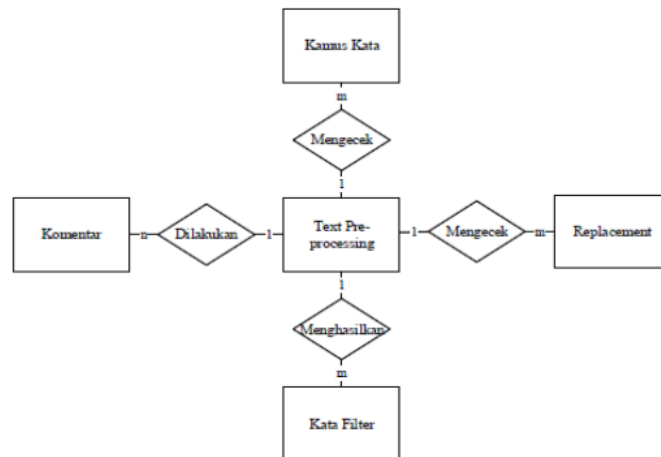 Kamus Kata
m
Mengecek
1
Komentar
n
Dilakukan
1
Text Pre-
processing
1
Mengecek
m
Replacement
1
Menghasilkan
m
Kata Filter